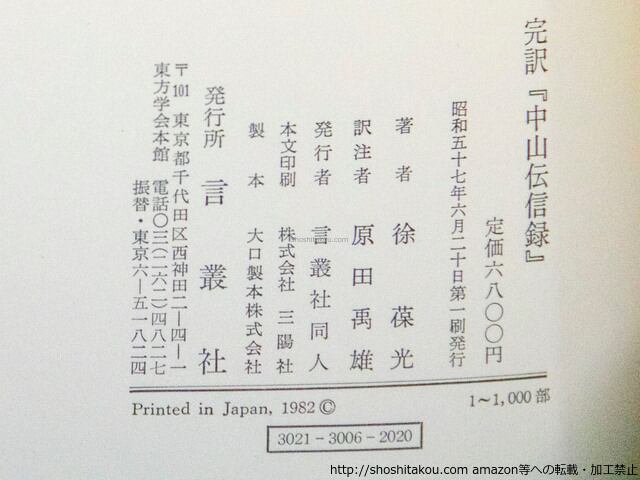 完訳『中山伝信録』
定価六八〇〇円
昭和五十七年六月二十日第一刷発行
著者 徐葆光
訳注者 原田禹雄
発行者 言叢社同人
本文印刷 株式会社 三陽社
製本 大口製本株式会社
発行所 言叢社
〒101 東京都千代田区西神田二—四—一
東方学会本館 電話〇三(二六二)四八二七
振替・東京六—五一八二四
Printed in Japan, 1982 ©
1~1,000部
3021－3006－2020
shoshitakou.com
http://shoshitakou.com amazon等への転載・加工禁止